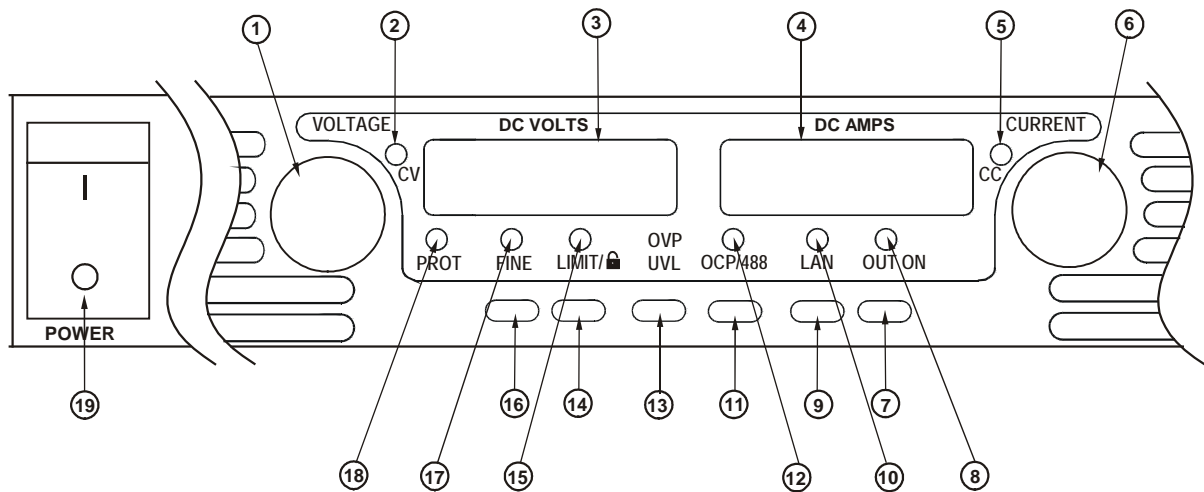 1 2 3 4 5 6
VOLTAGE DC VOLTS DC AMPS CURRENT
CV CC
I
OVP
PROT FINE LIMIT/ UVL OCP/488 LAN OUT ON
POWER
19 16 14 13 11 9 7
18 17 15 12 10 8